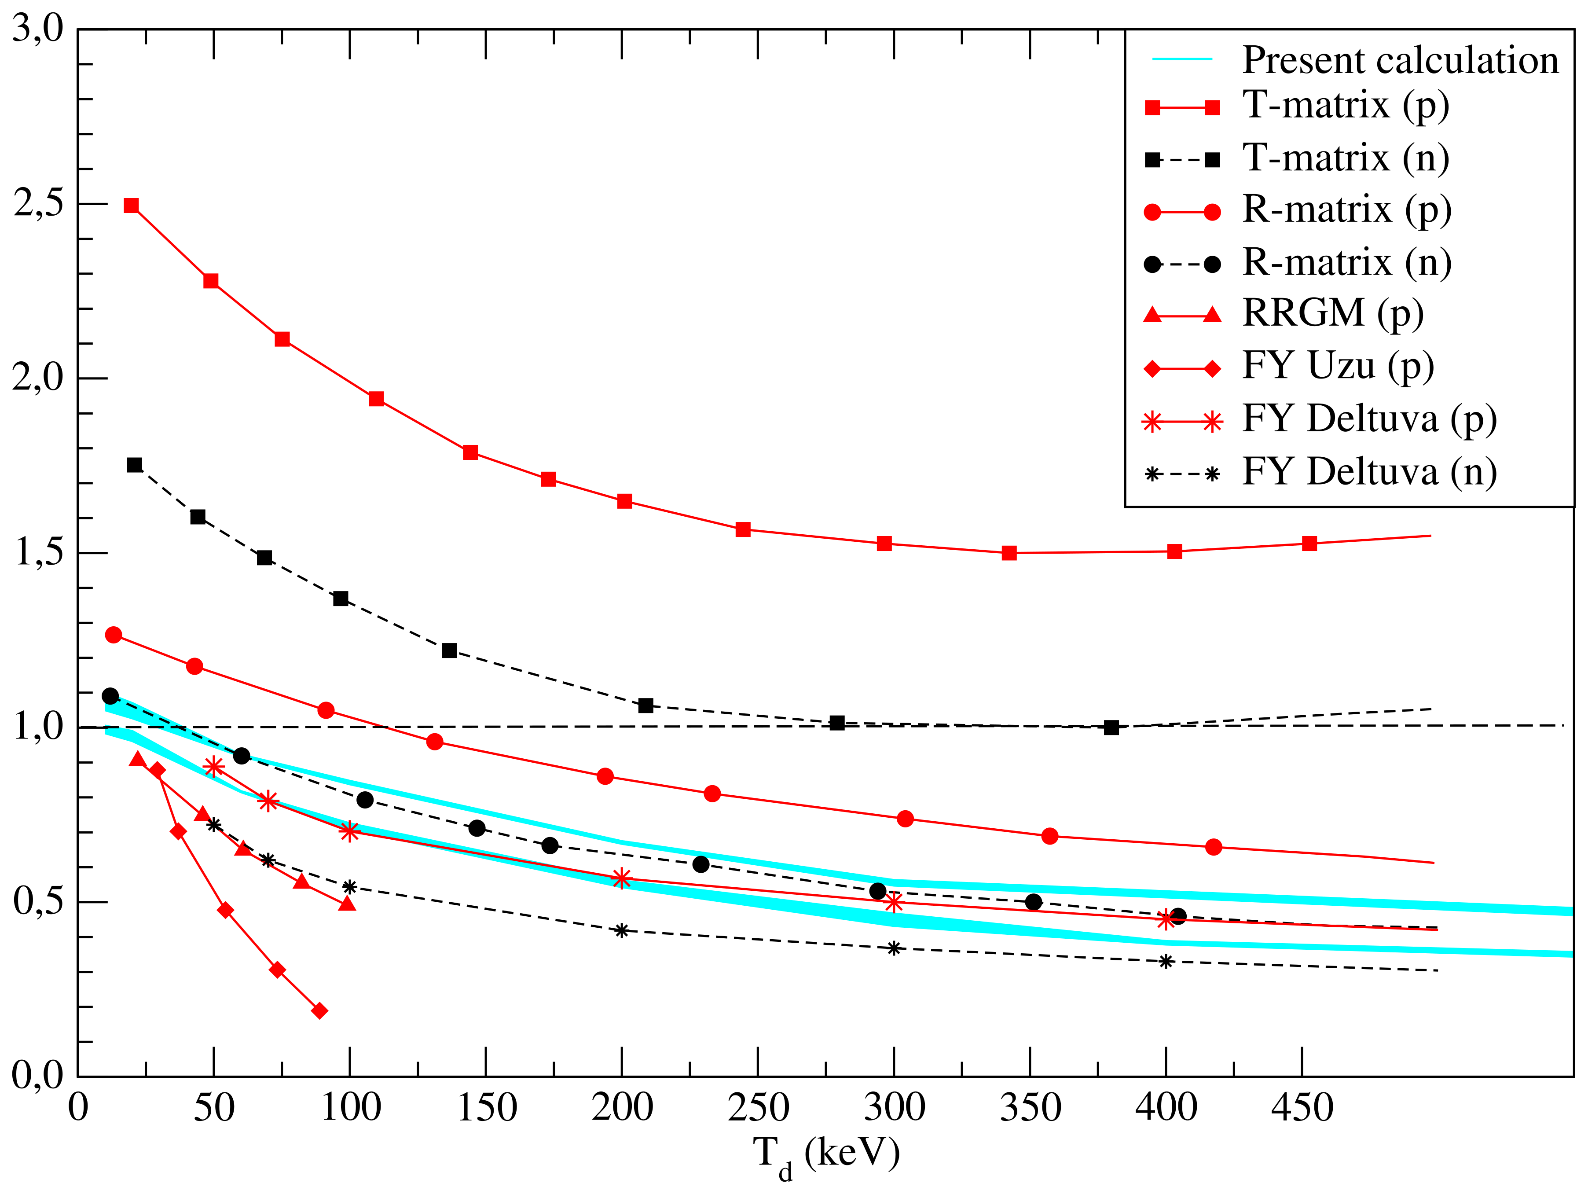 3,0
2,5
2,0
1,5
1,0
0,5
0,0
0 50 100 150 200 250 300 350 400 450
T_d (keV)
Present calculation
T-matrix (p)
T-matrix (n)
R-matrix (p)
R-matrix (n)
RRGM (p)
FY Uzu (p)
FY Deltuva (p)
FY Deltuva (n)